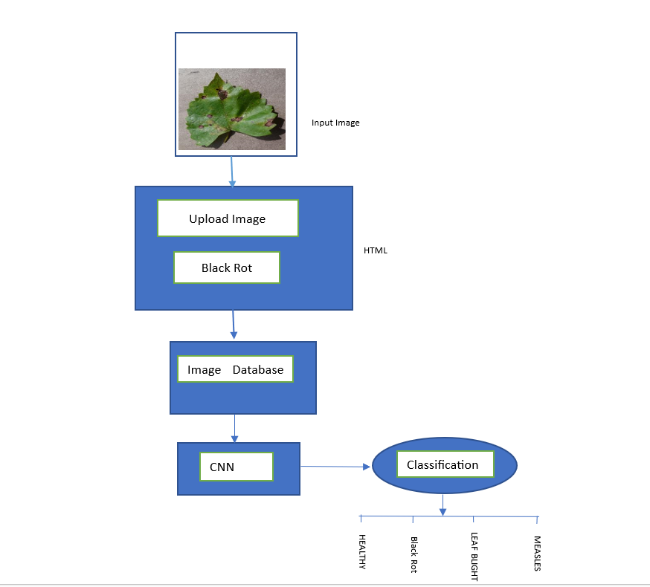 Input Image
Upload Image
HTML
Black Rot
Image Database
CNN
Classification
HEALTHY
Black Rot
LEAF BLIGHT
MEASLES